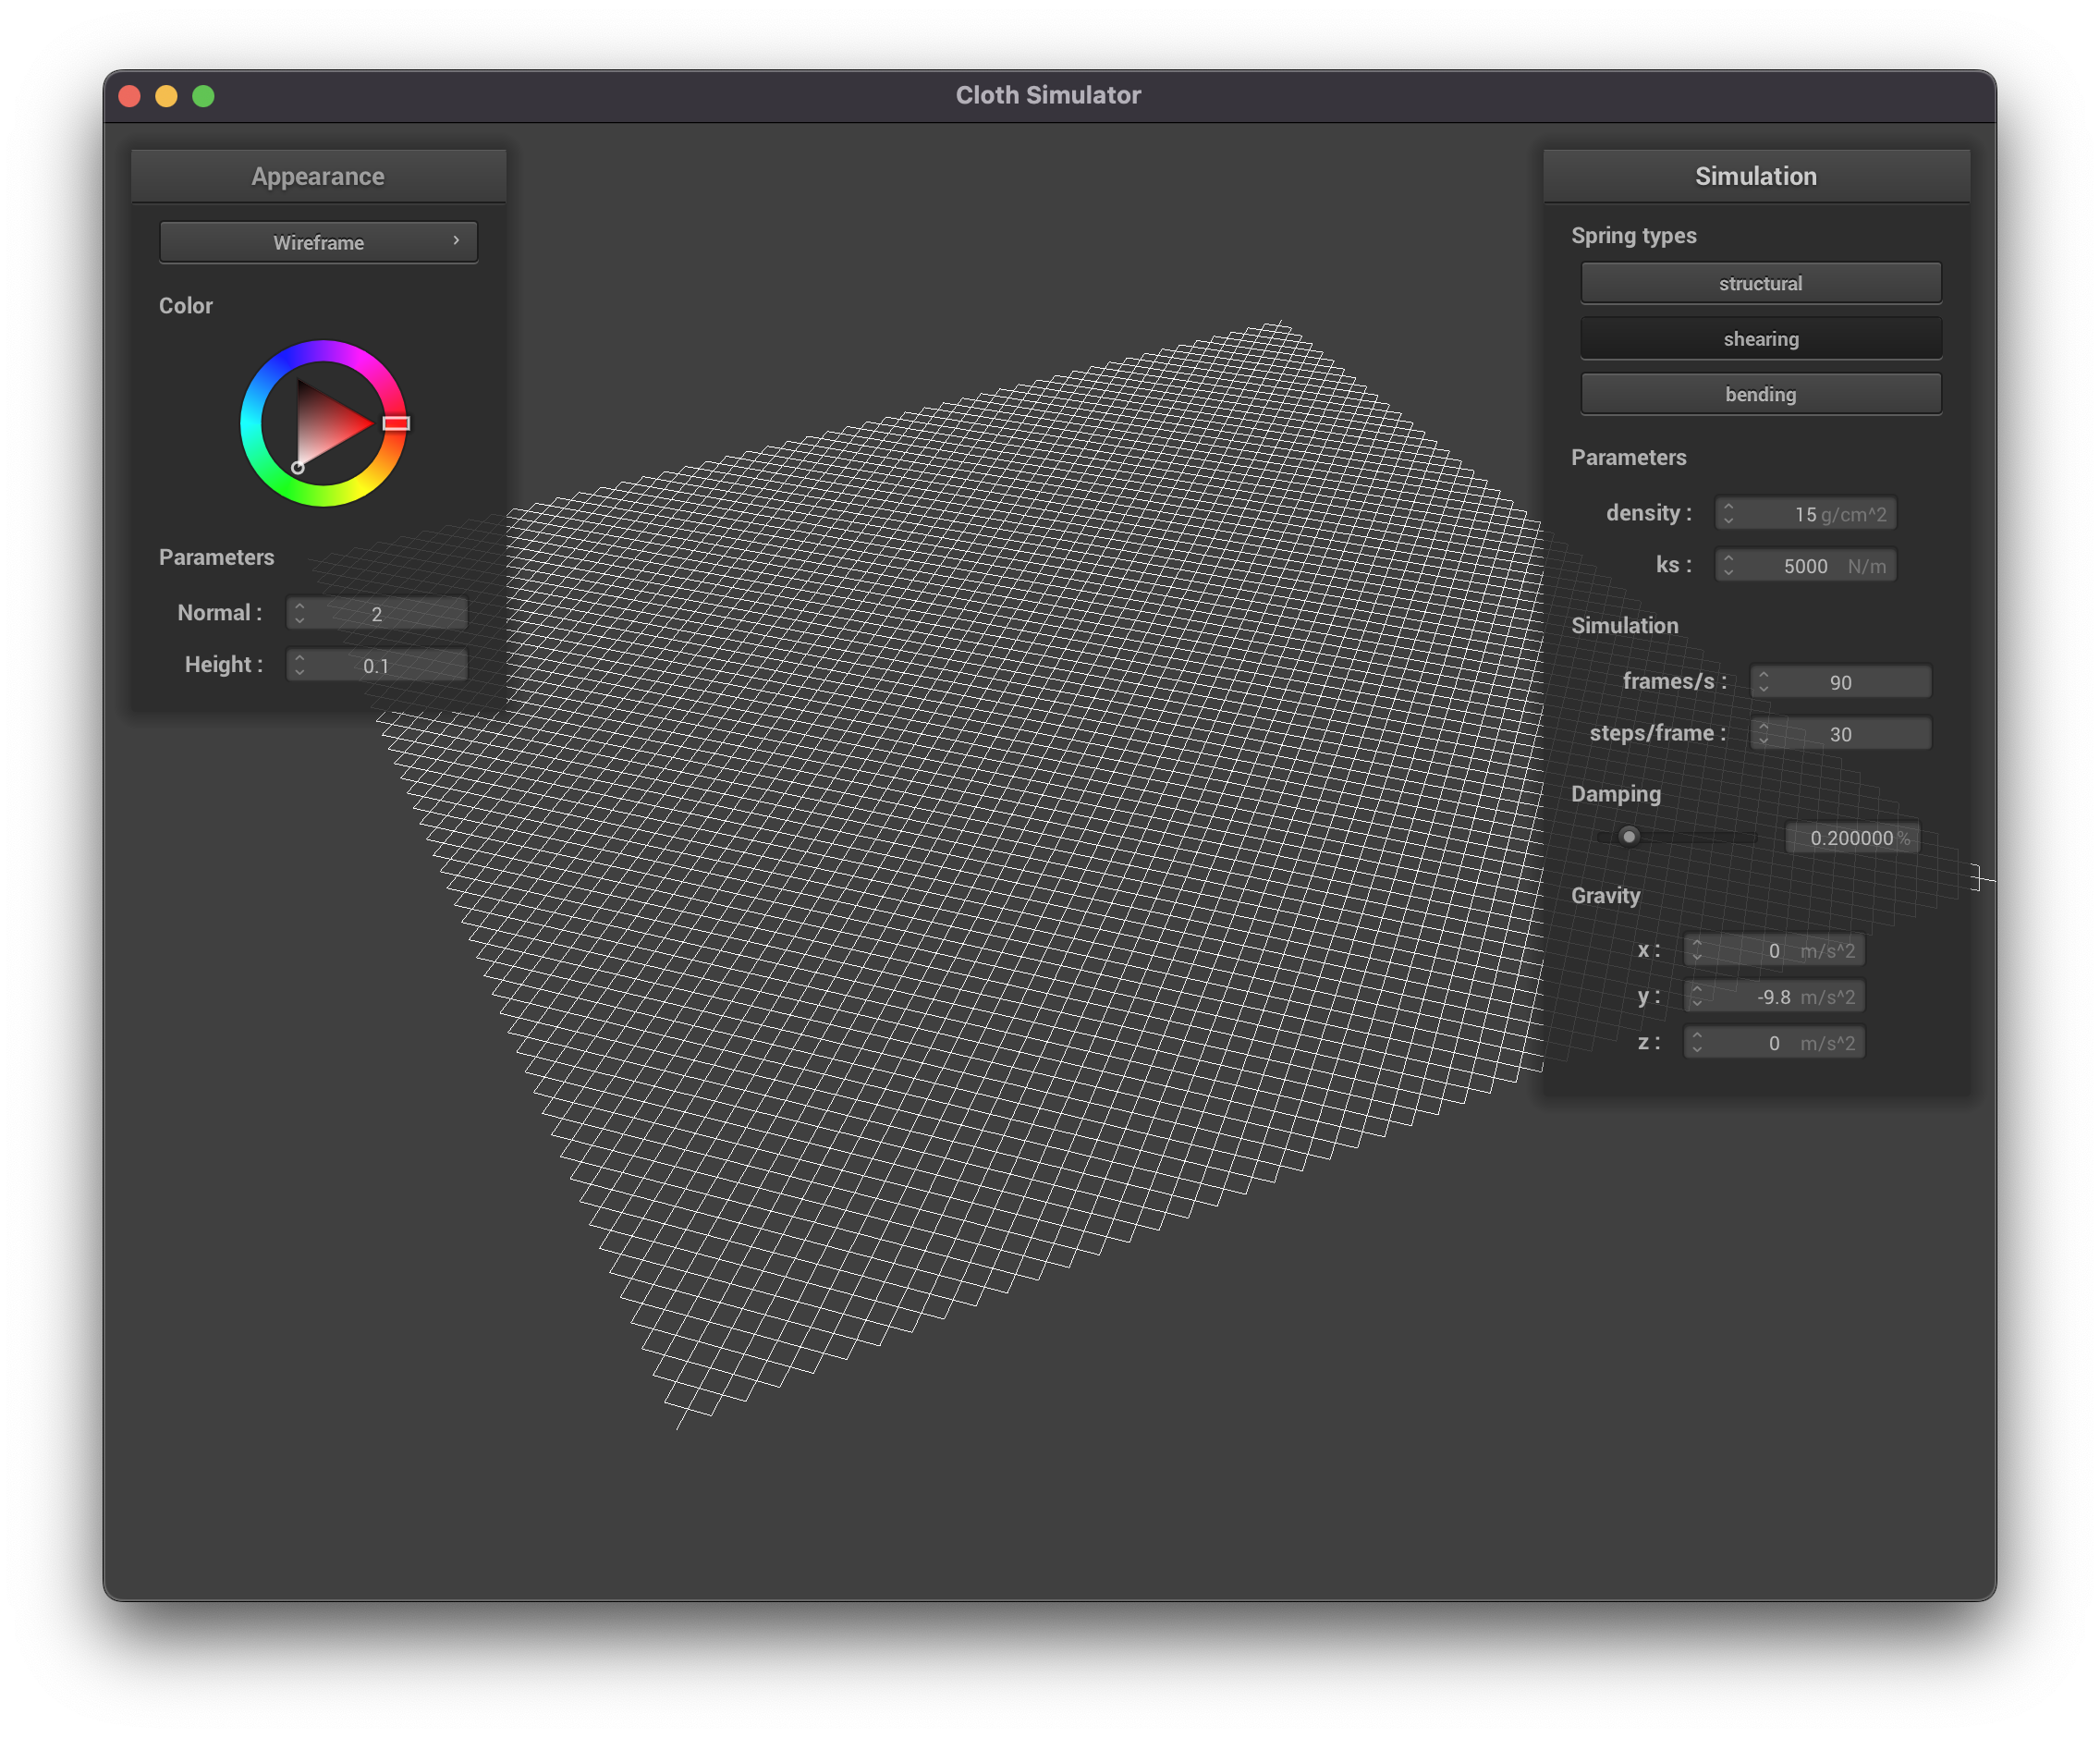 Cloth Simulator
Appearance
Wireframe
Color
Parameters
Normal : 2
Height : 0.1
Simulation
Spring types
structural
shearing
bending
Parameters
density : 15 g/cm^2
ks : 5000 N/m
Simulation
frames/s : 90
steps/frame : 30
Damping
0.200000 %
Gravity
x : 0 m/s^2
y : -9.8 m/s^2
z : 0 m/s^2